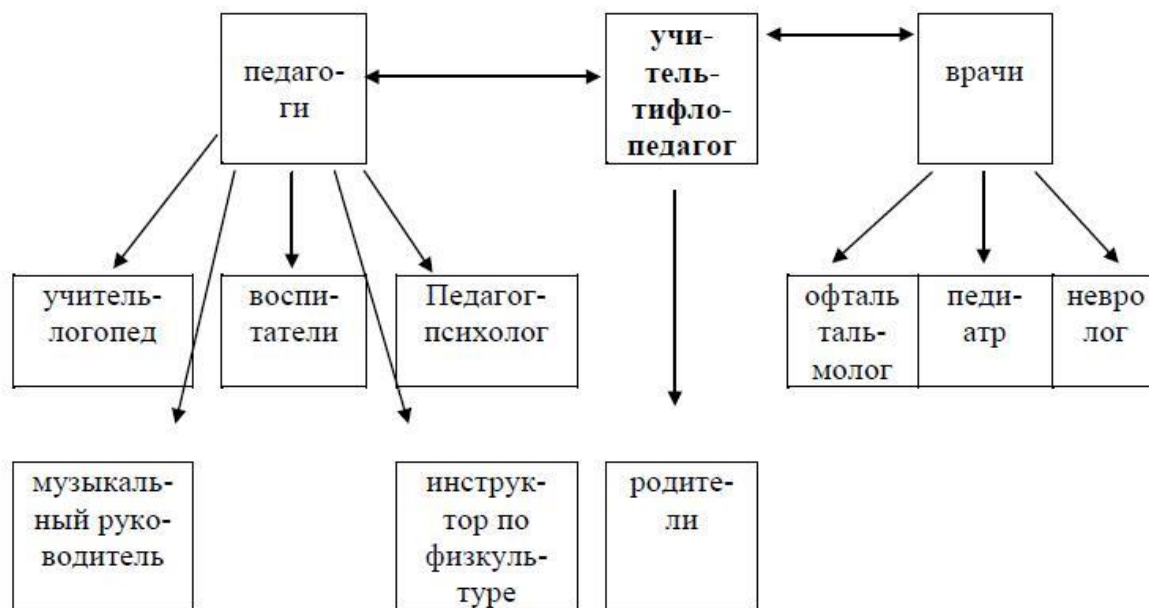 педаго-
ги
учи-
тель-
тифло-
педагог
врачи
учитель-
логопед
воспи-
татели
Педагог-
психолог
офталь
таль-
молог
педи-
атр
невро
лог
музыкаль-
ный руко-
водитель
инструк-
тор по
физкуль-
туре
родите-
ли